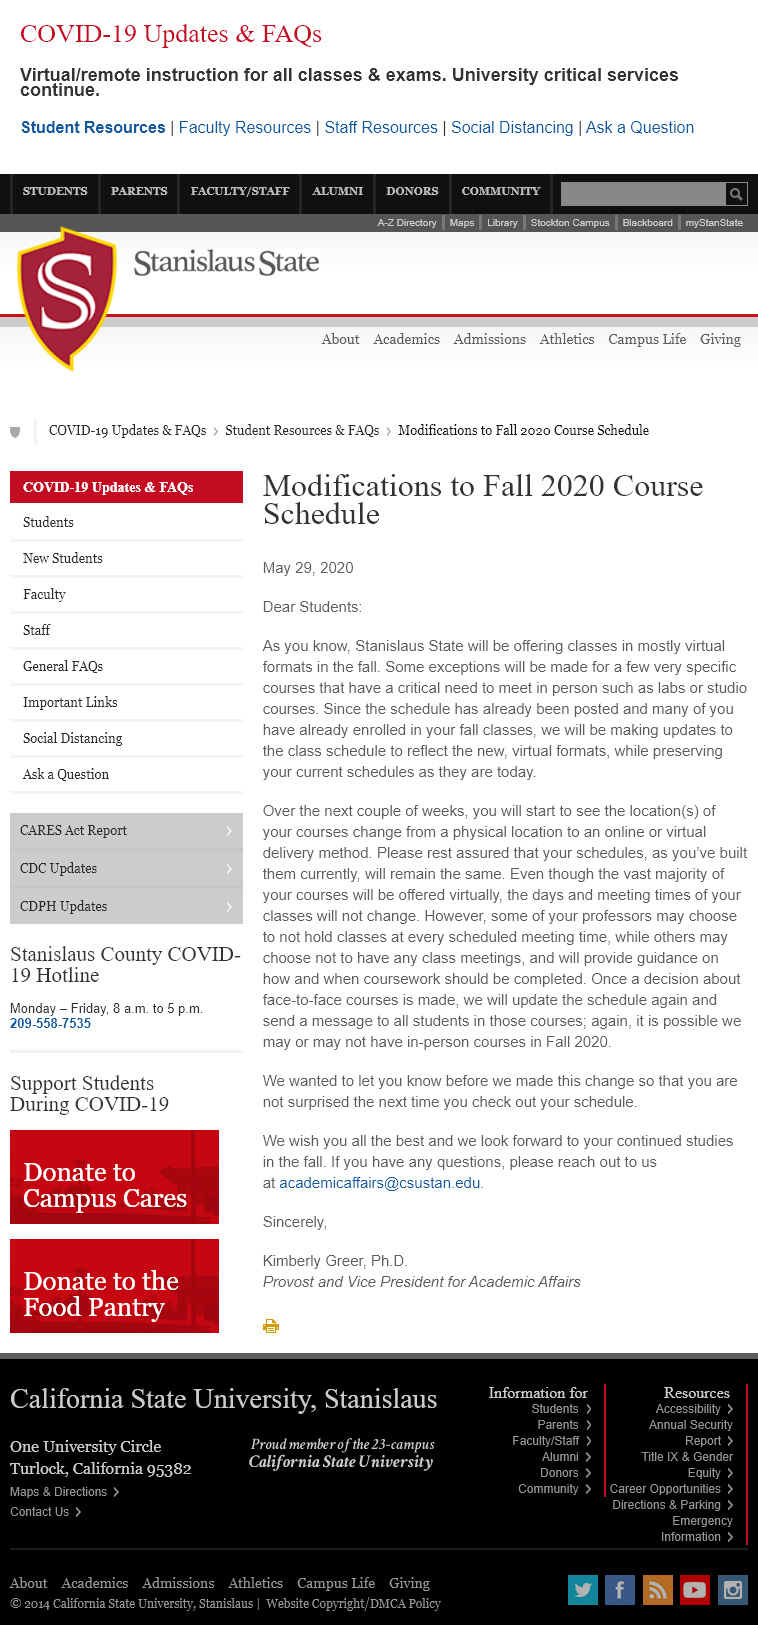 COVID-19 Updates & FAQs
Virtual/remote instruction for all classes & exams. University critical services
continue.
Student Resources | Faculty Resources | Staff Resources | Social Distancing | Ask a Question
STUDENTS PARENTS FACULTY/STAFF ALUMNI DONORS COMMUNITY
A-Z Directory Maps Library Stockton Campus Blackboard myStanState
S
Stanislaus State
About Academics Admissions Athletics Campus Life Giving
COVID-19 Updates & FAQs Student Resources & FAQs Modifications to Fall 2020 Course Schedule
COVID-19 Updates & FAQs
Students
New Students
Faculty
Staff
General FAQs
Important Links
Social Distancing
Ask a Question
CARES Act Report
CDC Updates
CDPH Updates
Stanislaus County COVID-
19 Hotline
Monday – Friday, 8 a.m. to 5 p.m.
209-558-7535
Support Students
During COVID-19
Donate to
Campus Cares
Donate to the
Food Pantry
Modifications to Fall 2020 Course
Schedule
May 29, 2020
Dear Students:
As you know, Stanislaus State will be offering classes in mostly virtual
formats in the fall. Some exceptions will be made for a few very specific
courses that have a critical need to meet in person such as labs or studio
courses. Since the schedule has already been posted and many of you
have already enrolled in your fall classes, we will be making updates to
the class schedule to reflect the new, virtual formats, while preserving
your current schedules as they are today.
Over the next couple of weeks, you will start to see the location(s) of
your courses change from a physical location to an online or virtual
delivery method. Please rest assured that your schedules, as you've built
them currently, will remain the same. Even though the vast majority of
your courses will be offered virtually, the days and meeting times of your
classes will not change. However, some of your professors may choose
to not hold classes at every scheduled meeting time, while others may
choose not to have any class meetings, and will provide guidance on
how and when coursework should be completed. Once a decision about
face-to-face courses is made, we will update the schedule again and
send a message to all students in those courses; again, it is possible we
may or may not have in-person courses in Fall 2020.
We wanted to let you know before we made this change so that you are
not surprised the next time you check out your schedule.
We wish you all the best and we look forward to your continued studies
in the fall. If you have any questions, please reach out to us
at academicaffairs@csustan.edu.
Sincerely,
Kimberly Greer, Ph.D.
Provost and Vice President for Academic Affairs
California State University, Stanislaus
One University Circle
Turlock, California 95382
Maps & Directions
Contact Us
Proud member of the 23-campus
California State University
Information for
Students
Parents
Faculty/Staff
Alumni
Donors
Community
Resources
Accessibility
Annual Security
Report
Title IX & Gender
Equity
Career Opportunities
Directions & Parking
Emergency
Information
About Academics Admissions Athletics Campus Life Giving
© 2014 California State University, Stanislaus | Website Copyright/DMCA Policy